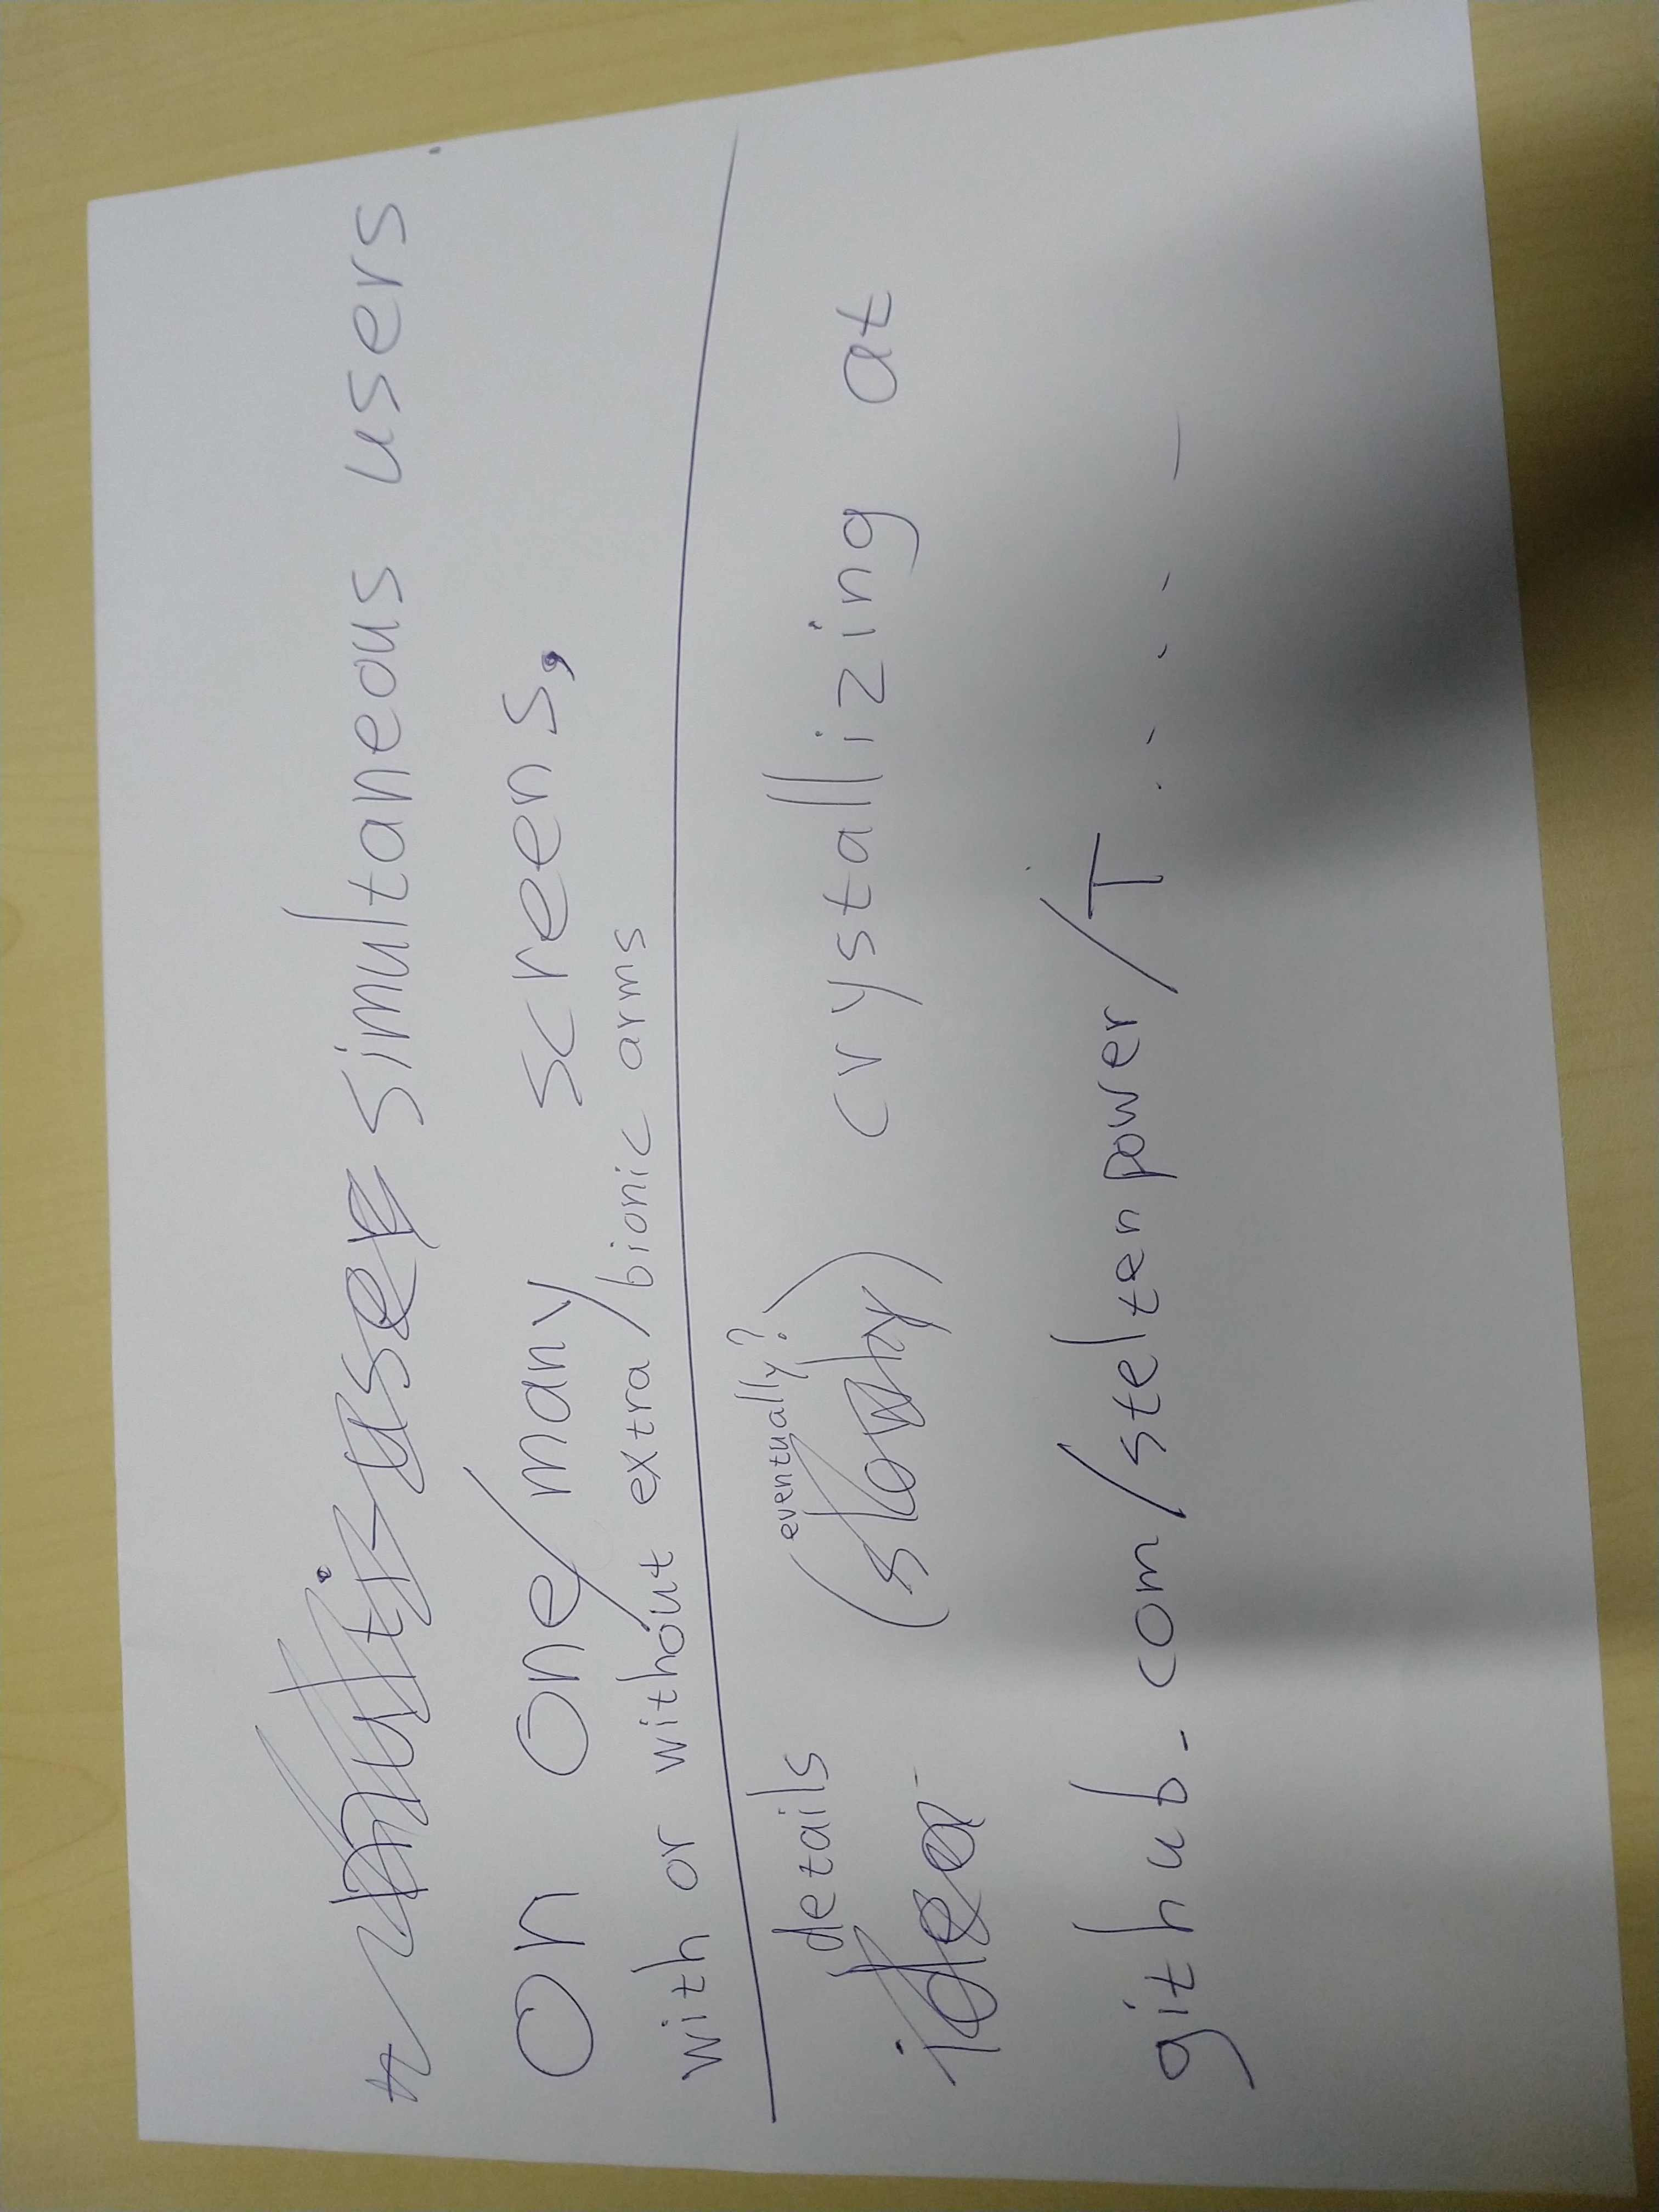 simultaneous users
on one/many screens,
with or without extra/bionic arms
details (eventually?) crystallizing at
github.com/steltenpower/T.....